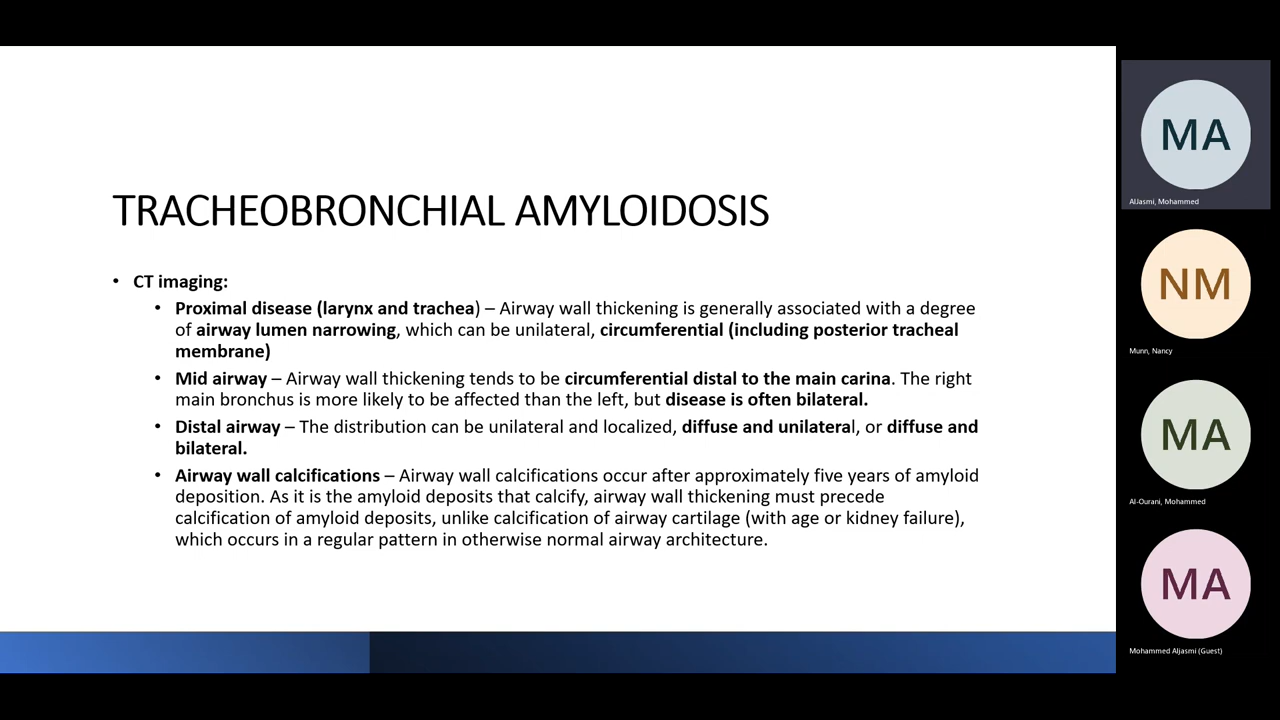 TRACHEOBRONCHIAL AMYLOIDOSIS
• CT imaging:
• Proximal disease (larynx and trachea) – Airway wall thickening is generally associated with a degree
of airway lumen narrowing, which can be unilateral, circumferential (including posterior tracheal
membrane)
• Mid airway – Airway wall thickening tends to be circumferential distal to the main carina. The right
main bronchus is more likely to be affected than the left, but disease is often bilateral.
• Distal airway – The distribution can be unilateral and localized, diffuse and unilateral, or diffuse and
bilateral.
• Airway wall calcifications – Airway wall calcifications occur after approximately five years of amyloid
deposition. As it is the amyloid deposits that calcify, airway wall thickening must precede
calcification of amyloid deposits, unlike calcification of airway cartilage (with age or kidney failure),
which occurs in a regular pattern in otherwise normal airway architecture.
MA
AlJasmi, Mohammed
NM
Munn, Nancy
MA
Al-Ourani, Mohammed
MA
Mohammed Aljasmi (Guest)